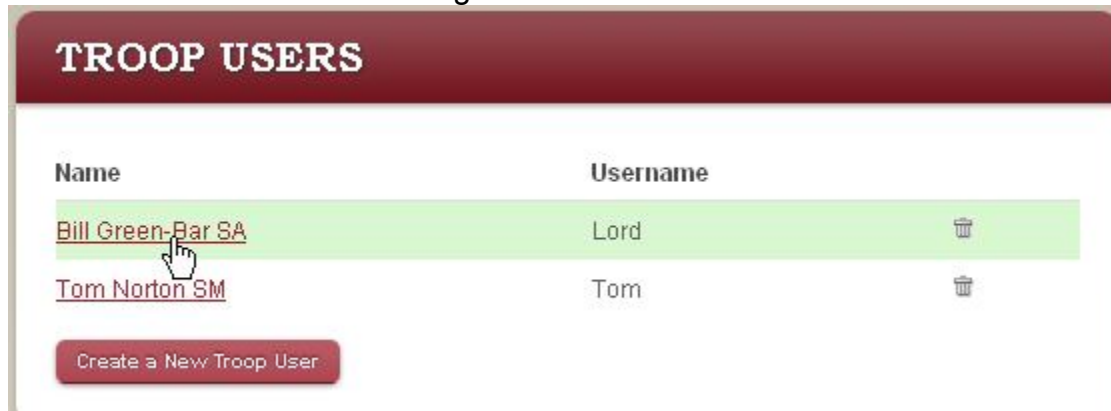 TROOP USERS
Name Username
Bill Green-Bar SA Lord
Tom Norton SM Tom
Create a New Troop User